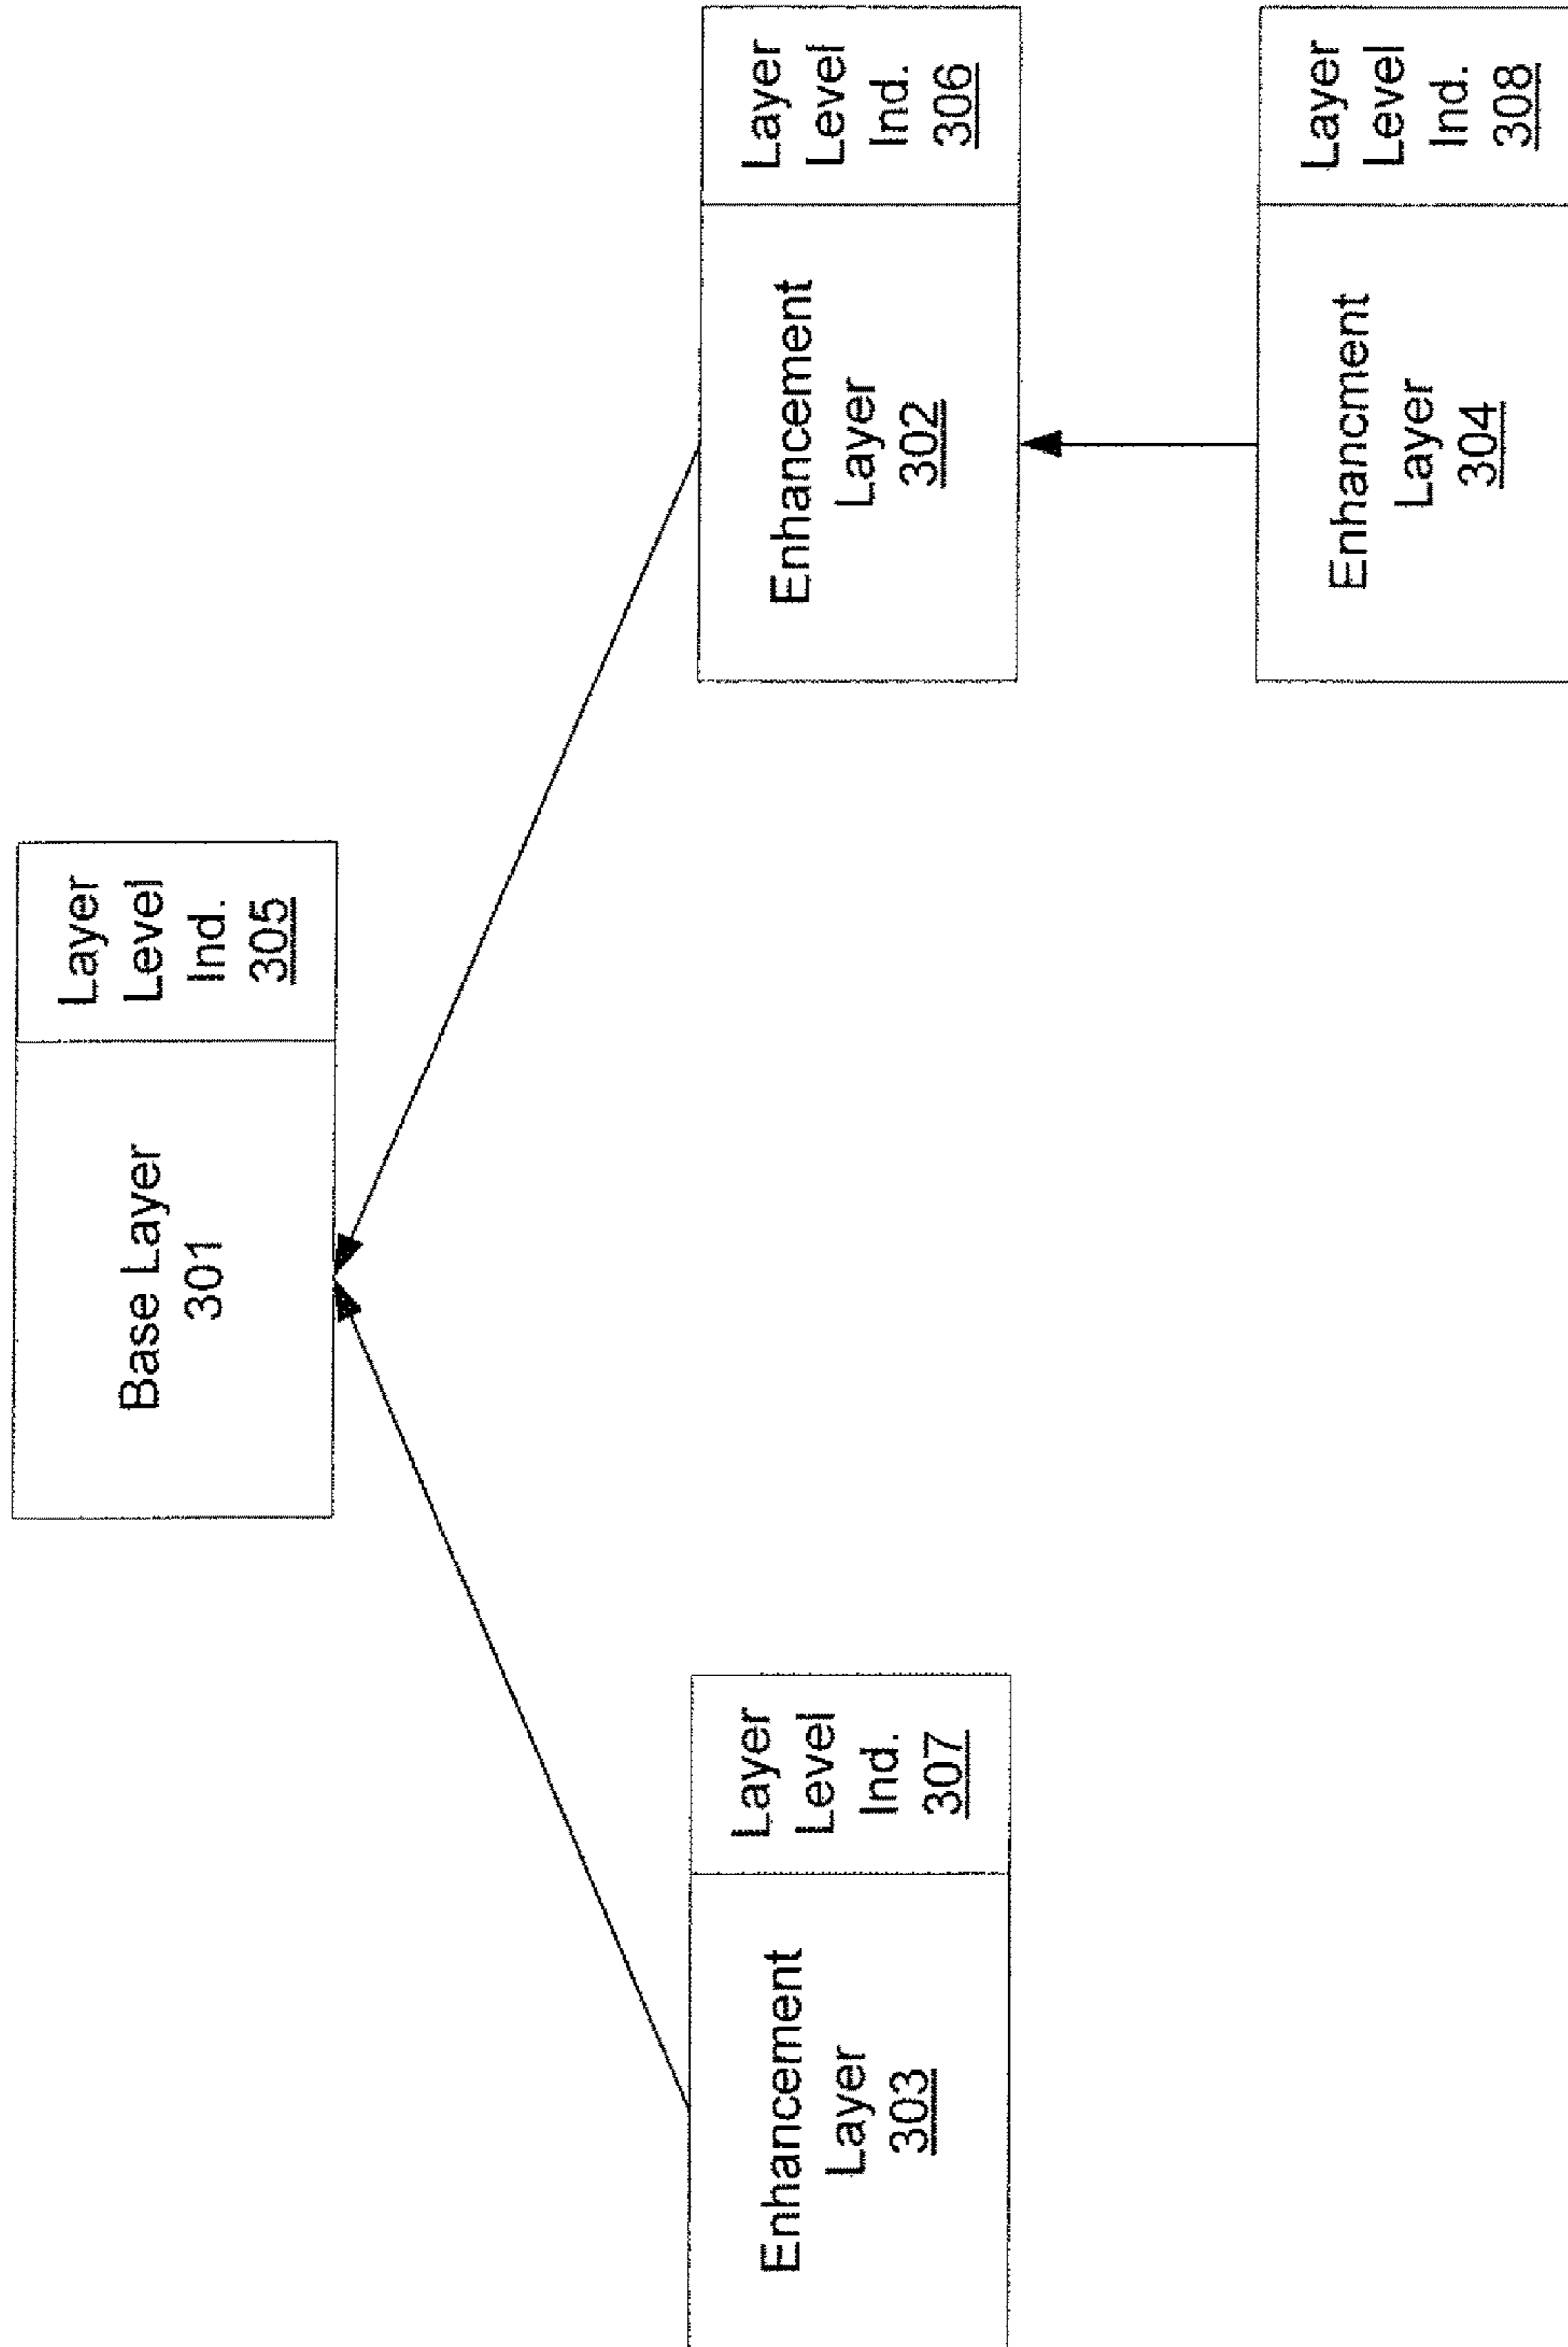 Base Layer
301
Layer
Level
Ind.
305
Enhancement
Layer
303
Layer
Level
Ind.
307
Enhancement
Layer
302
Layer
Level
Ind.
306
Enhancment
Layer
304
Layer
Level
Ind.
308